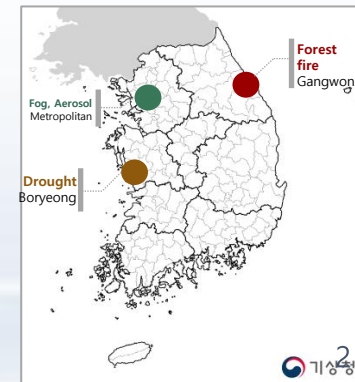 Forest
fire
Gangwon
Fog, Aerosol
Metropolitan
Drought
Boryeong
2
기상청